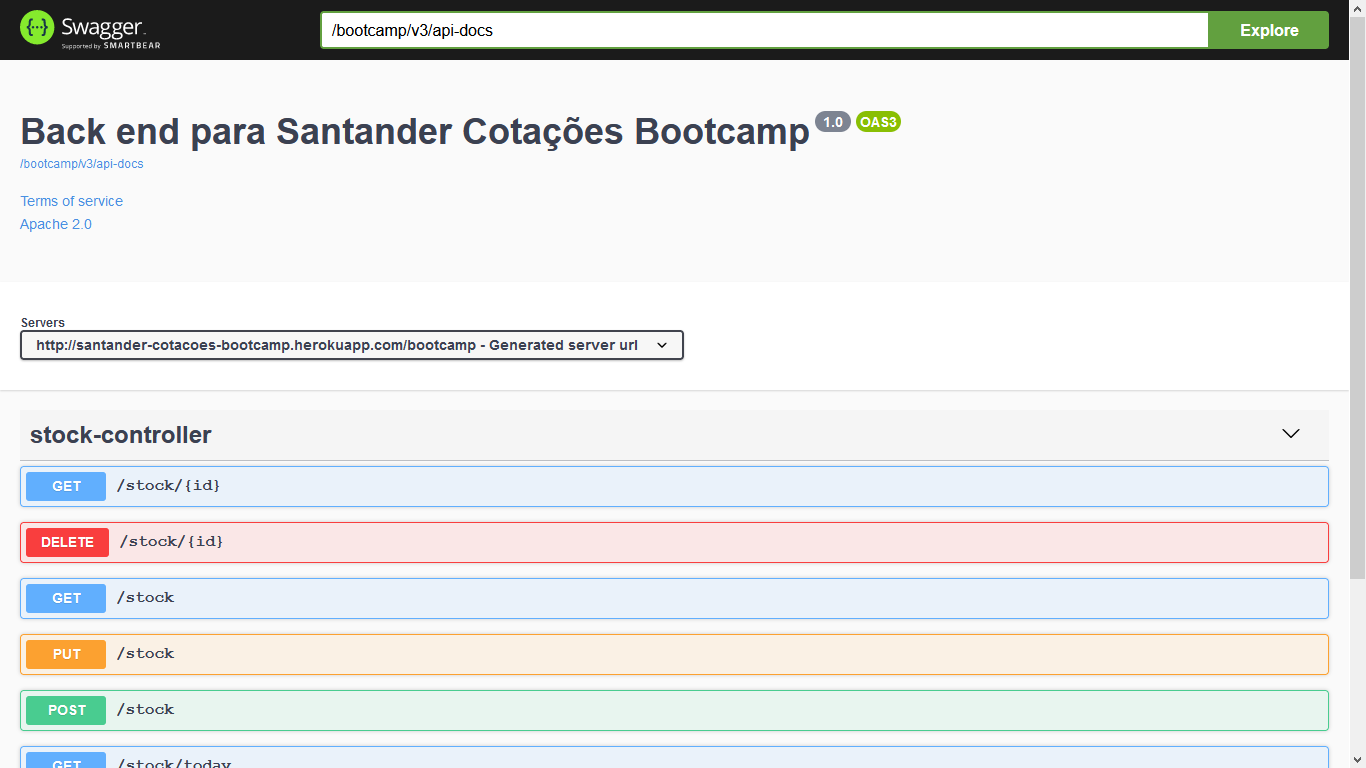 Swagger
Supported by SMARTBEAR
/bootcamp/v3/api-docs
Explore
Back end para Santander Cotações Bootcamp 1.0 OAS3
/bootcamp/v3/api-docs
Terms of service
Apache 2.0
Servers
http://santander-cotacoes-bootcamp.herokuapp.com/bootcamp - Generated server url
stock-controller
GET /stock/{id}
DELETE /stock/{id}
GET /stock
PUT /stock
POST /stock
GET /stock/today